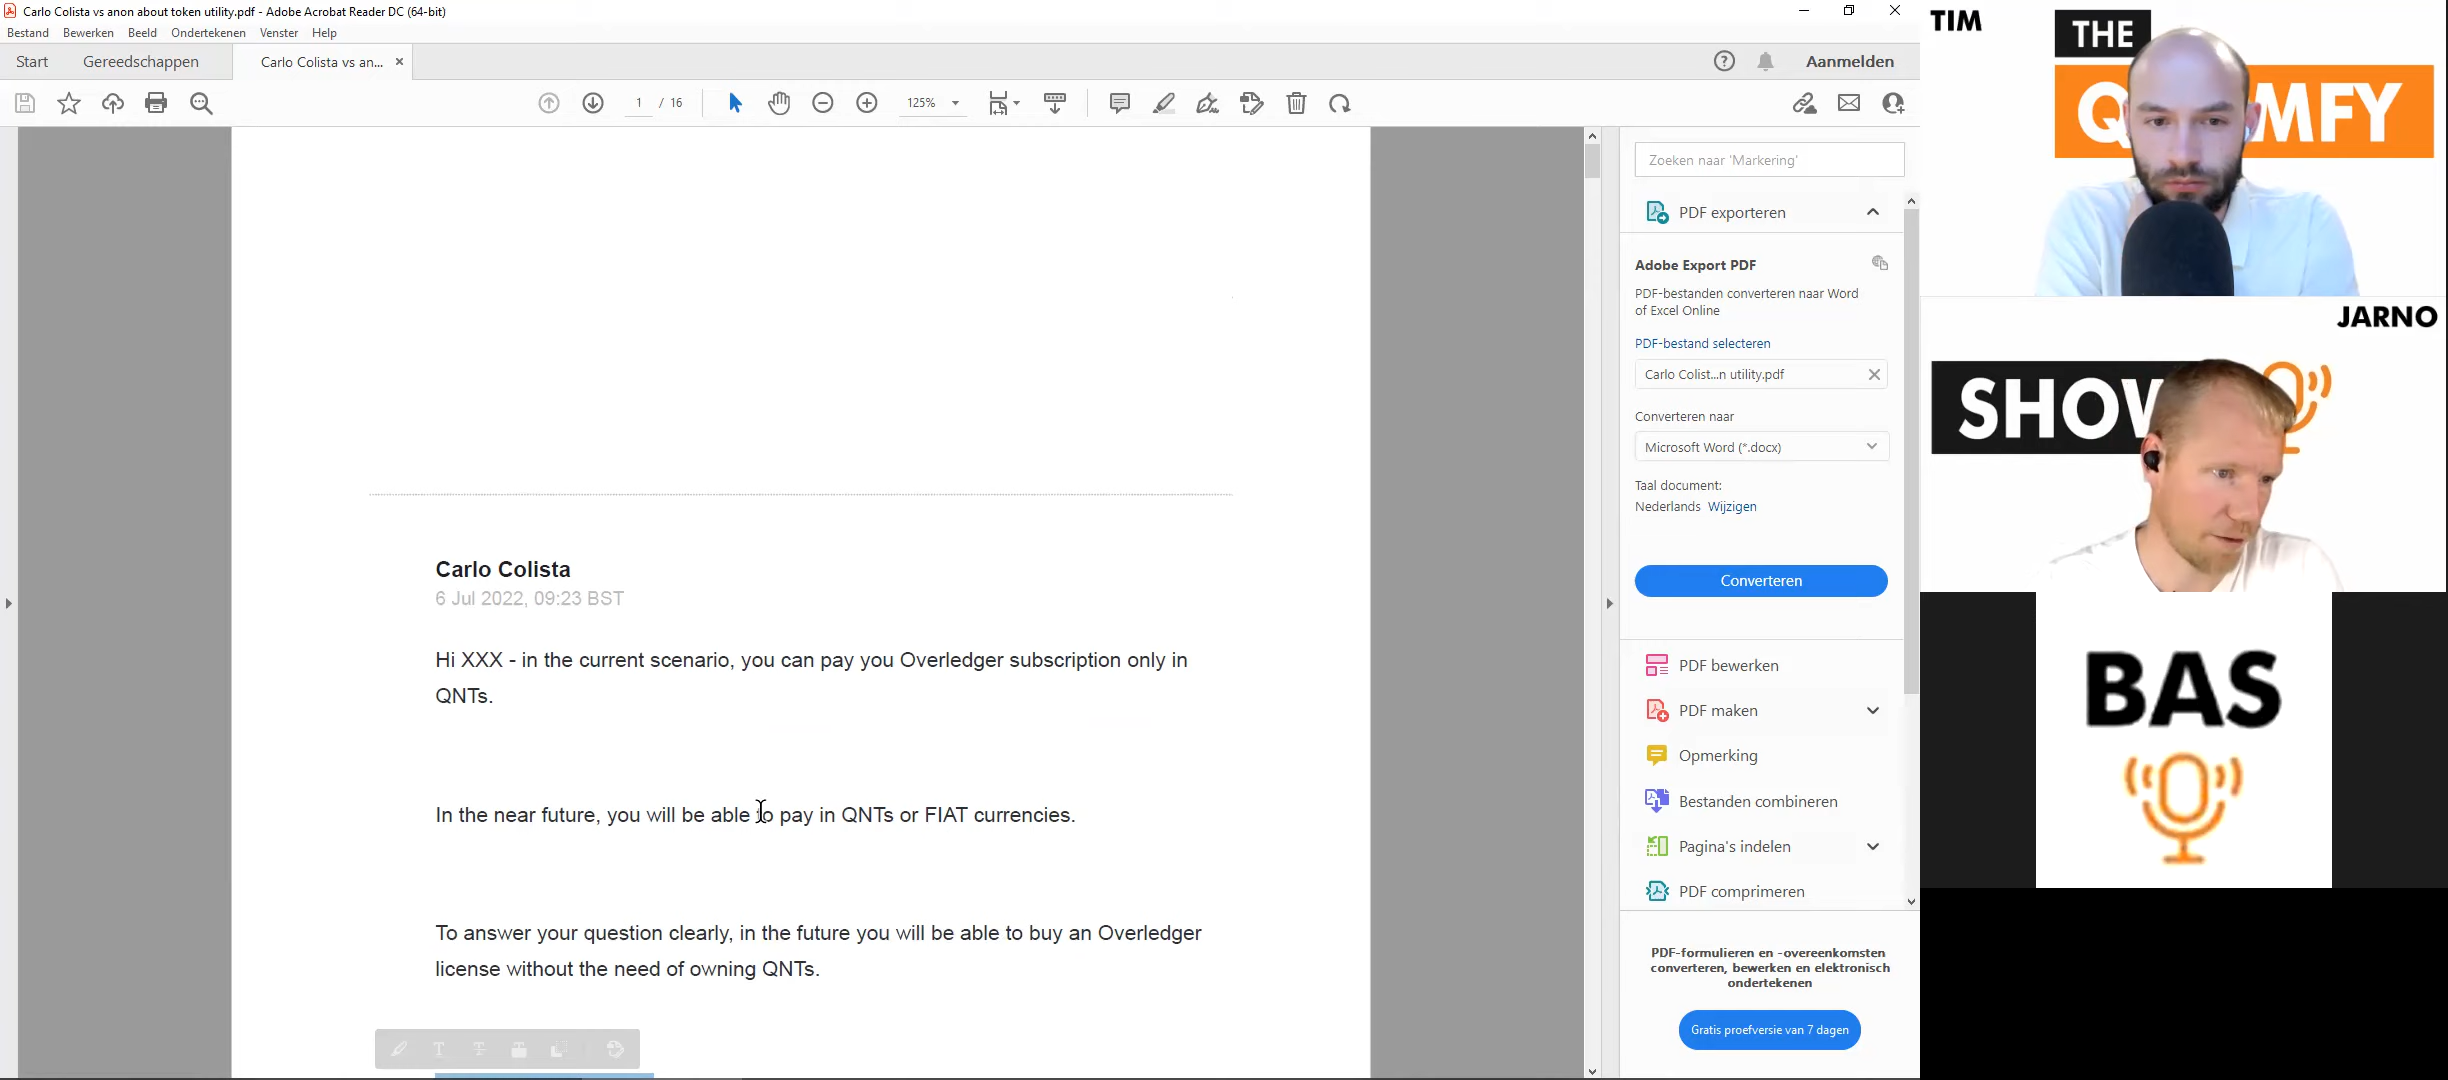 Carlo Colista vs anon about token utility.pdf - Adobe Acrobat Reader DC (64-bit)
Bestand Bewerken Beeld Ondertekenen Venster Help
Start Gereedschappen Carlo Colista vs an... Aanmelden
1 / 16 125%
Carlo Colista
6 Jul 2022, 09:23 BST
Hi XXX - in the current scenario, you can pay you Overledger subscription only in
QNTs.
In the near future, you will be able to pay in QNTs or FIAT currencies.
To answer your question clearly, in the future you will be able to buy an Overledger
license without the need of owning QNTs.
Zoeken naar 'Markering'
PDF exporteren
Adobe Export PDF
PDF-bestanden converteren naar Word
of Excel Online
PDF-bestand selecteren
Carlo Colist...n utility.pdf
Converteren naar
Microsoft Word (*.docx)
Taal document:
Nederlands Wijzigen
Converteren
PDF bewerken
PDF maken
Opmerking
Bestanden combineren
Pagina's indelen
PDF comprimeren
PDF-formulieren en -overeenkomsten
converteren, bewerken en elektronisch
ondertekenen
Gratis proefversie van 7 dagen
TIM
THE
Q MFY
JARNO
SHOW
BAS